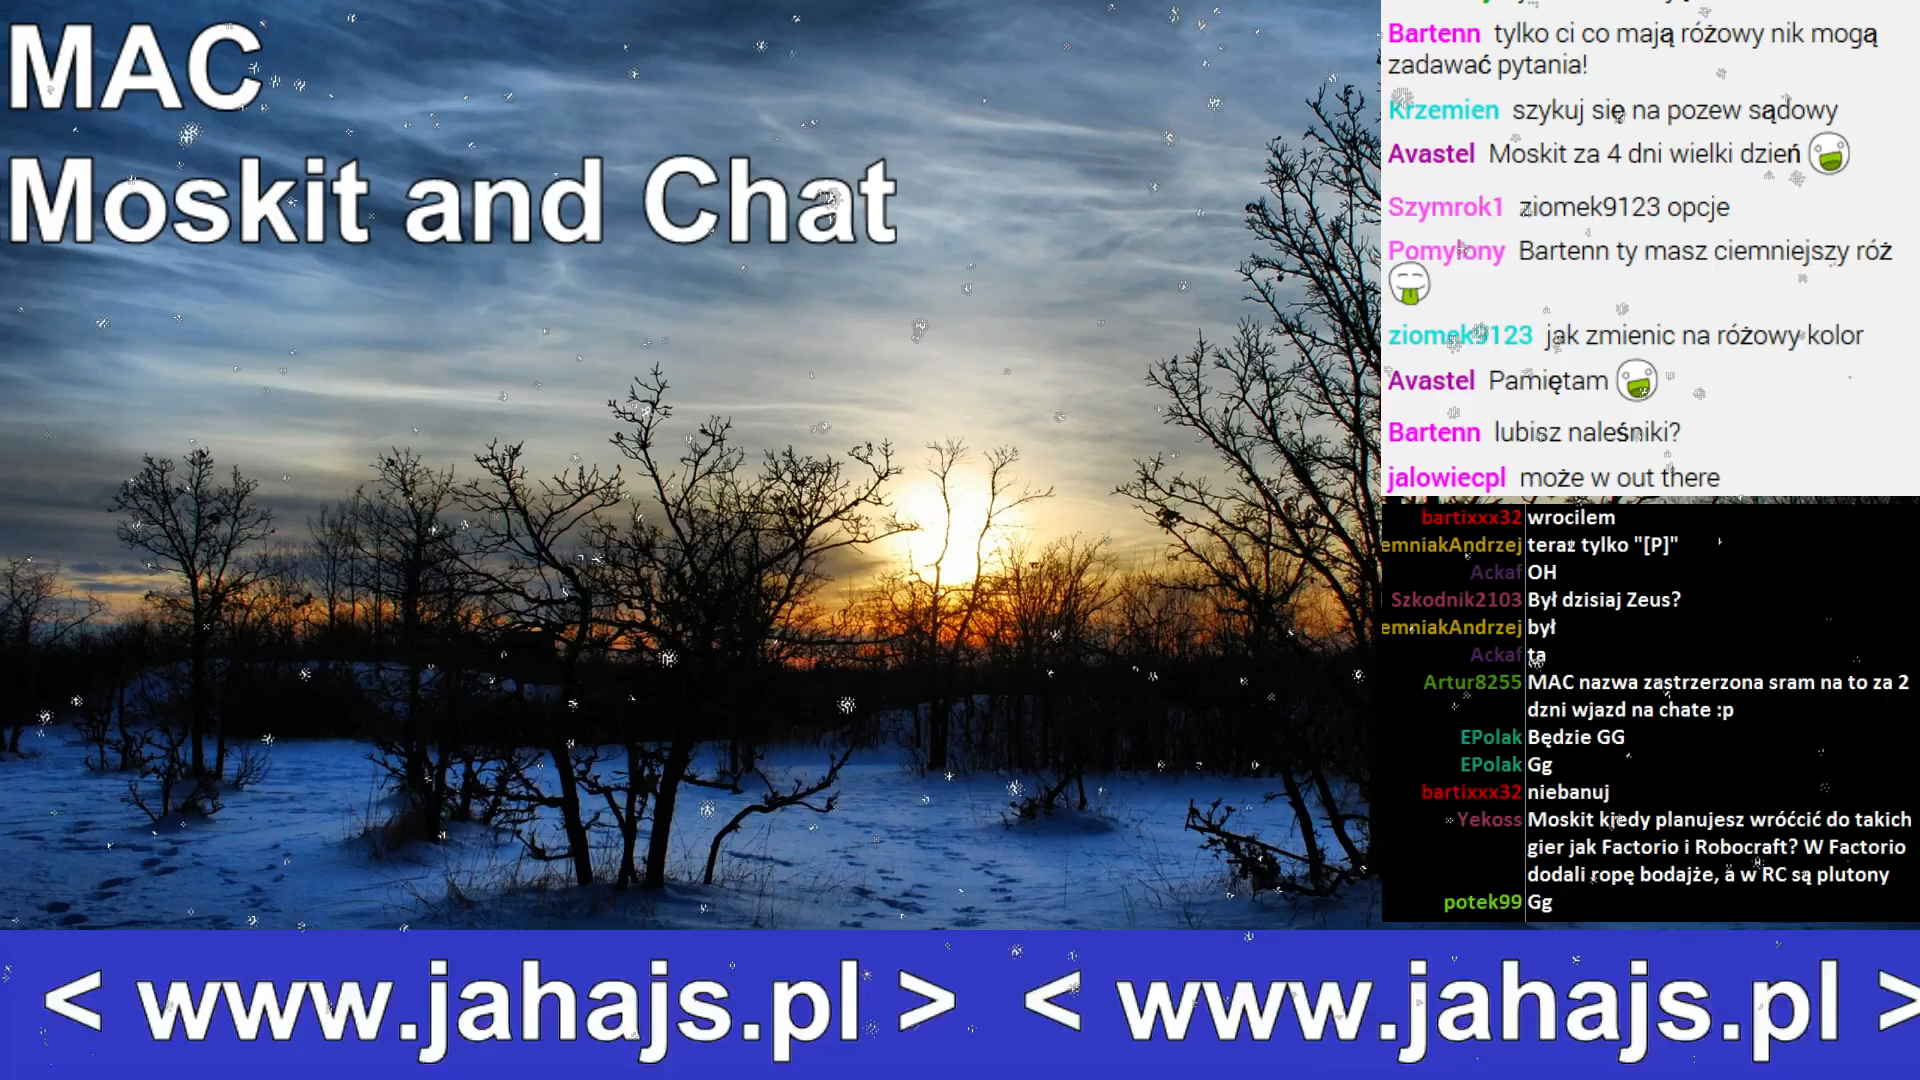 MAC
Moskit and Chat
Bartenn tylko ci co mają różowy nik mogą
zadawać pytania!
Krzemien szykuj się na pozew sądowy
Avastel Moskit za 4 dni wielki dzień
Szymrok1 ziomek9123 opcje
Pomylony Bartenn ty masz ciemniejszy róż
ziomek9123 jak zmienic na różowy kolor
Avastel Pamiętam
Bartenn lubisz naleśniki?
jalowiecpl może w out there
bartixxx32 wrocilem
emniakAndrzej teraz tylko "[P]"
Ackaf OH
Szkodnik2103 Był dzisiaj Zeus?
emniakAndrzej był
Ackaf ta
Artur8255 MAC nazwa zastrzerzona sram na to za 2
dzni wjazd na chate :p
EPolak Będzie GG
EPolak Gg
bartixxx32 niebanuj
Yekoss Moskit kiedy planujesz wróćcić do takich
gier jak Factorio i Robocraft? W Factorio
dodali ropę bodajże, a w RC są plutony
potek99 Gg
< www.jahajs.pl > < www.jahajs.pl >